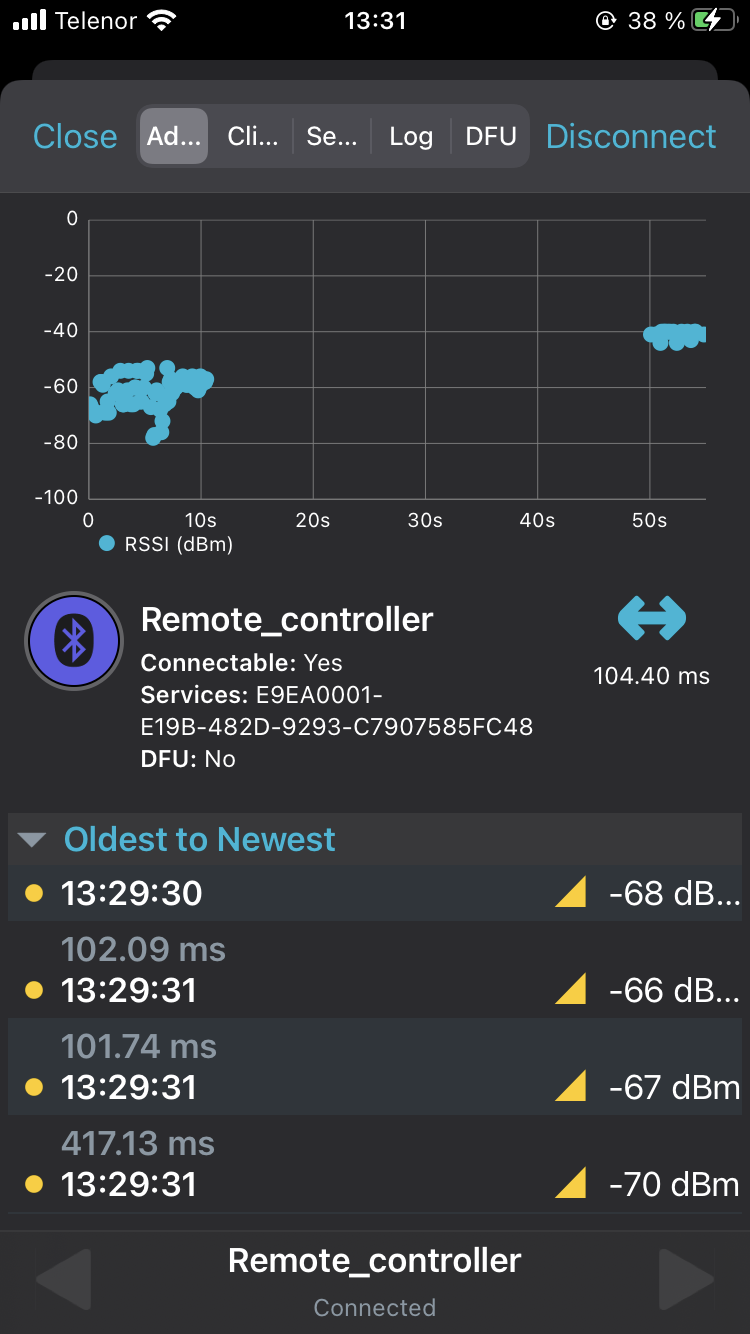 Telenor 13:31 38 %
Close Ad... Cli... Se... Log DFU Disconnect
0
-20
-40
-60
-80
-100
0 10s 20s 30s 40s 50s
RSSI (dBm)
Remote_controller
Connectable: Yes
Services: E9EA0001-
E19B-482D-9293-C7907585FC48
DFU: No
104.40 ms
Oldest to Newest
13:29:30 -68 dB...
102.09 ms
13:29:31 -66 dB...
101.74 ms
13:29:31 -67 dBm
417.13 ms
13:29:31 -70 dBm
Remote_controller
Connected